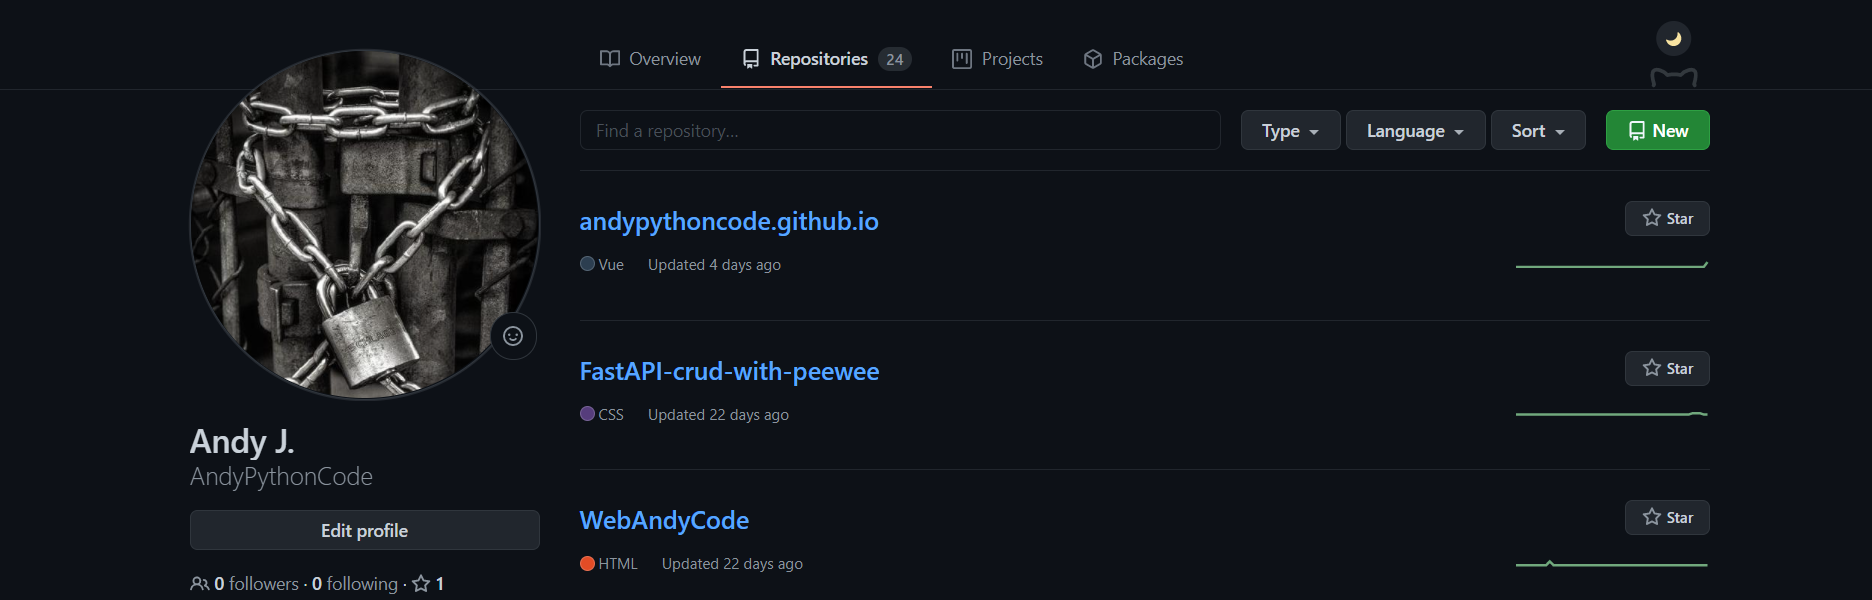 Overview Repositories 24 Projects Packages
Find a repository... Type Language Sort New
andypythoncode.github.io Star
Vue Updated 4 days ago
FastAPI-crud-with-peewee Star
CSS Updated 22 days ago
WebAndyCode Star
HTML Updated 22 days ago
Andy J.
AndyPythonCode
Edit profile
0 followers · 0 following · 1